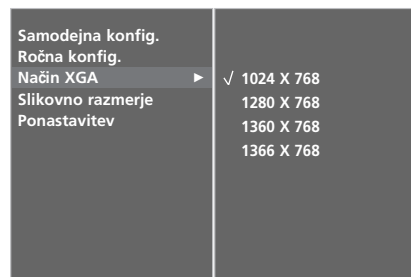 Samodejna konfig.
Ročna konfig.
Način XGA ►
Slikovno razmerje
Ponastavitev
√ 1024 X 768
1280 X 768
1360 X 768
1366 X 768